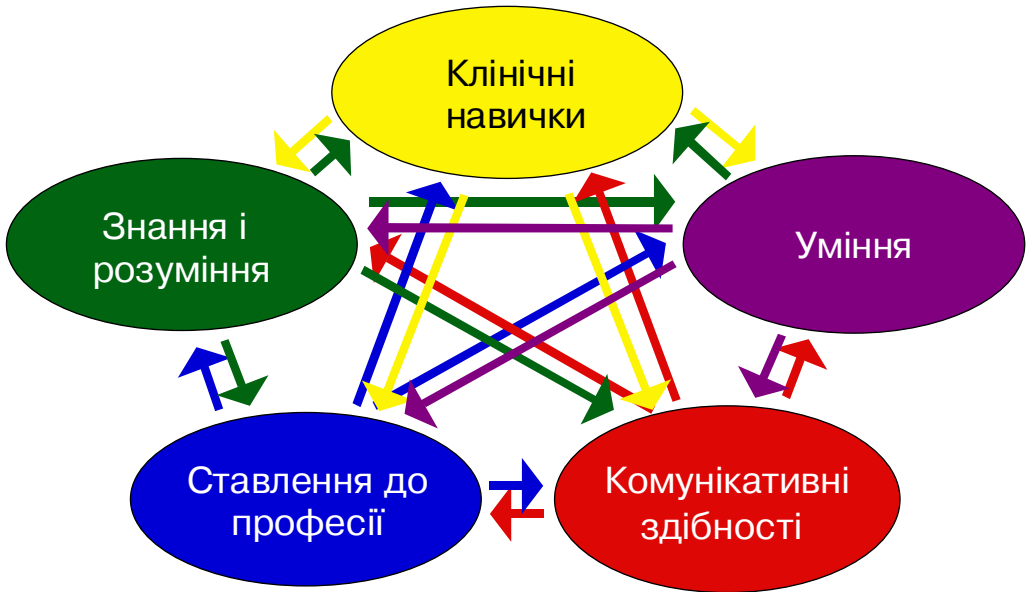 Клінічні
навички
Знання і
розуміння
Уміння
Ставлення до
професії
Комунікативні
здібності